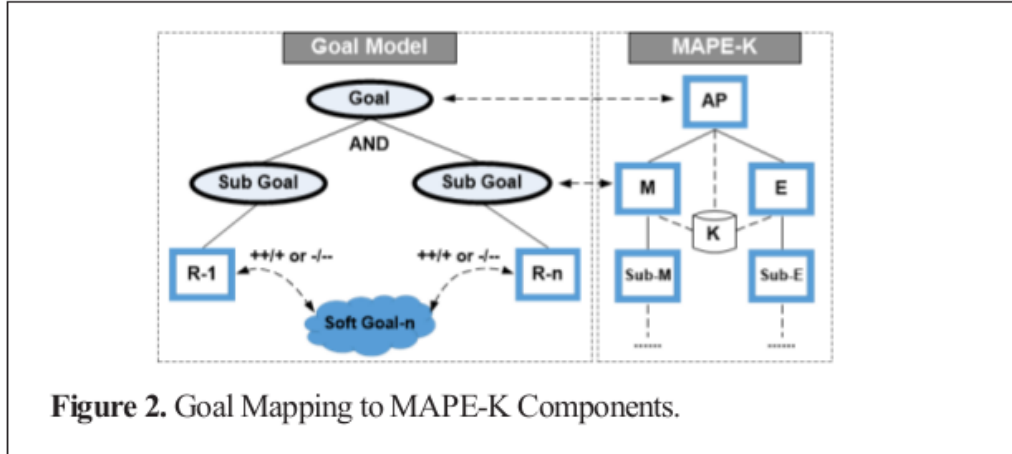 Goal Model
MAPE-K
Goal
AP
AND
Sub Goal
Sub Goal
M
E
K
++/+ or -/--
++/+ or -/--
R-1
R-n
Sub-M
Sub-E
Soft Goal-n
......
......
Figure 2. Goal Mapping to MAPE-K Components.